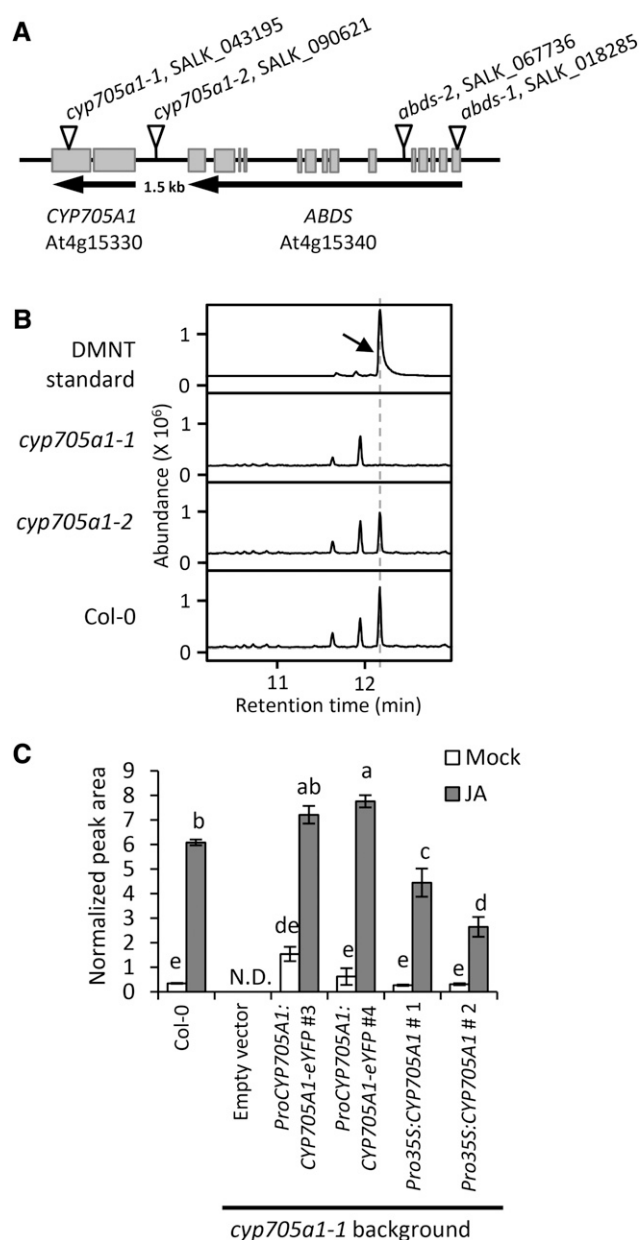 A
cyp705a1-1, SALK_043195
cyp705a1-2, SALK_090621
abds-2, SALK_067736
abds-1, SALK_018285
1.5 kb
CYP705A1
At4g15330
ABDS
At4g15340
B
DMNT
standard
cyp705a1-1
cyp705a1-2
Col-0
Abundance (X 10⁶)
1
0
1
0
1
0
1
0
11
12
Retention time (min)
C
Mock
JA
Normalized peak area
9
8
7
6
5
4
3
2
1
0
e
b
N.D.
de
ab
e
a
e
c
e
d
Col-0
Empty vector
ProCYP705A1:
CYP705A1-eYFP #3
ProCYP705A1:
CYP705A1-eYFP #4
Pro35S:CYP705A1 # 1
Pro35S:CYP705A1 # 2
cyp705a1-1 background